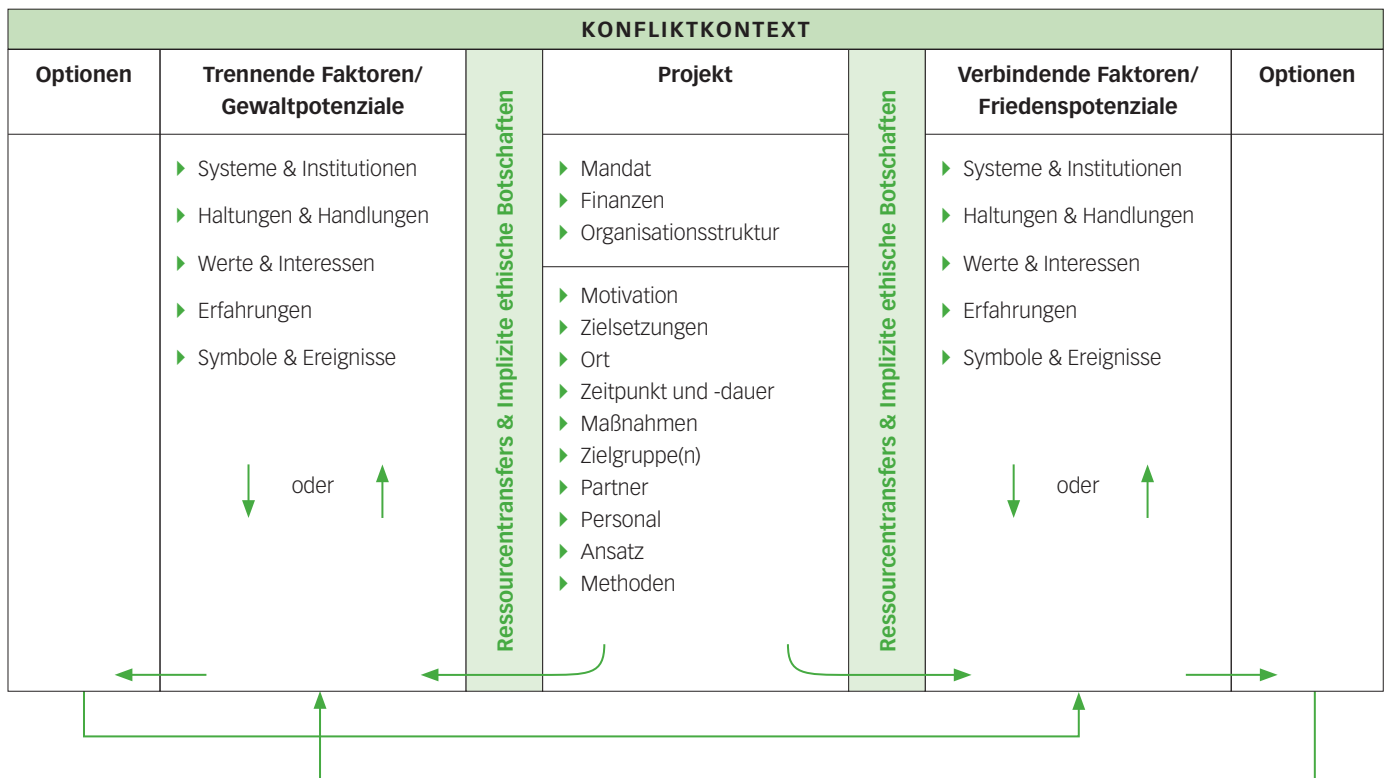 KONFLIKTKONTEXT
Optionen
Trennende Faktoren/
Gewaltpotenziale
Systeme & Institutionen
Haltungen & Handlungen
Werte & Interessen
Erfahrungen
Symbole & Ereignisse
oder
Ressourcentransfers & Implizite ethische Botschaften
Projekt
Mandat
Finanzen
Organisationsstruktur
Motivation
Zielsetzungen
Ort
Zeitpunkt und -dauer
Maßnahmen
Zielgruppe(n)
Partner
Personal
Ansatz
Methoden
Ressourcentransfers & Implizite ethische Botschaften
Verbindende Faktoren/
Friedenspotenziale
Systeme & Institutionen
Haltungen & Handlungen
Werte & Interessen
Erfahrungen
Symbole & Ereignisse
oder
Optionen